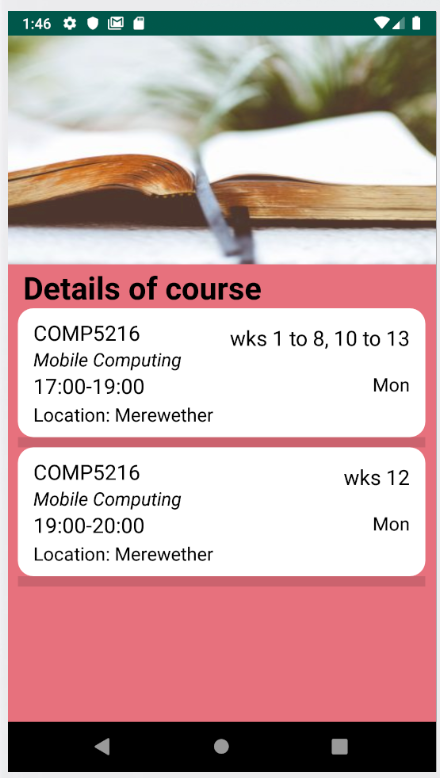 1:46
Details of course
COMP5216
wks 1 to 8, 10 to 13
Mobile Computing
17:00-19:00
Mon
Location: Merewether
COMP5216
wks 12
Mobile Computing
19:00-20:00
Mon
Location: Merewether